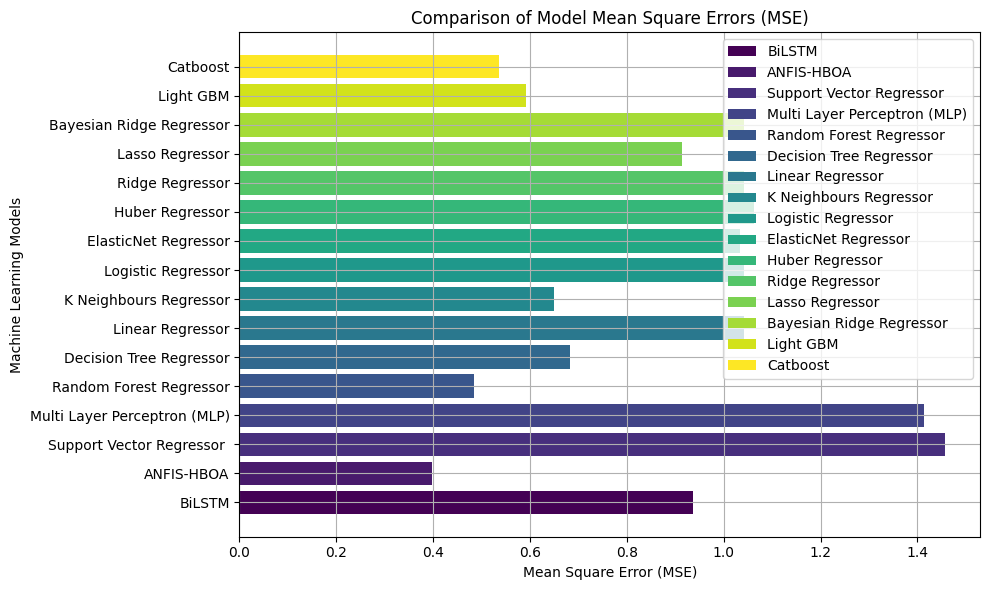 Comparison of Model Mean Square Errors (MSE)
Machine Learning Models
Catboost
Light GBM
Bayesian Ridge Regressor
Lasso Regressor
Ridge Regressor
Huber Regressor
ElasticNet Regressor
Logistic Regressor
K Neighbours Regressor
Linear Regressor
Decision Tree Regressor
Random Forest Regressor
Multi Layer Perceptron (MLP)
Support Vector Regressor
ANFIS-HBOA
BiLSTM
BiLSTM
ANFIS-HBOA
Support Vector Regressor
Multi Layer Perceptron (MLP)
Random Forest Regressor
Decision Tree Regressor
Linear Regressor
K Neighbours Regressor
Logistic Regressor
ElasticNet Regressor
Huber Regressor
Ridge Regressor
Lasso Regressor
Bayesian Ridge Regressor
Light GBM
Catboost
0.0 0.2 0.4 0.6 0.8 1.0 1.2 1.4
Mean Square Error (MSE)